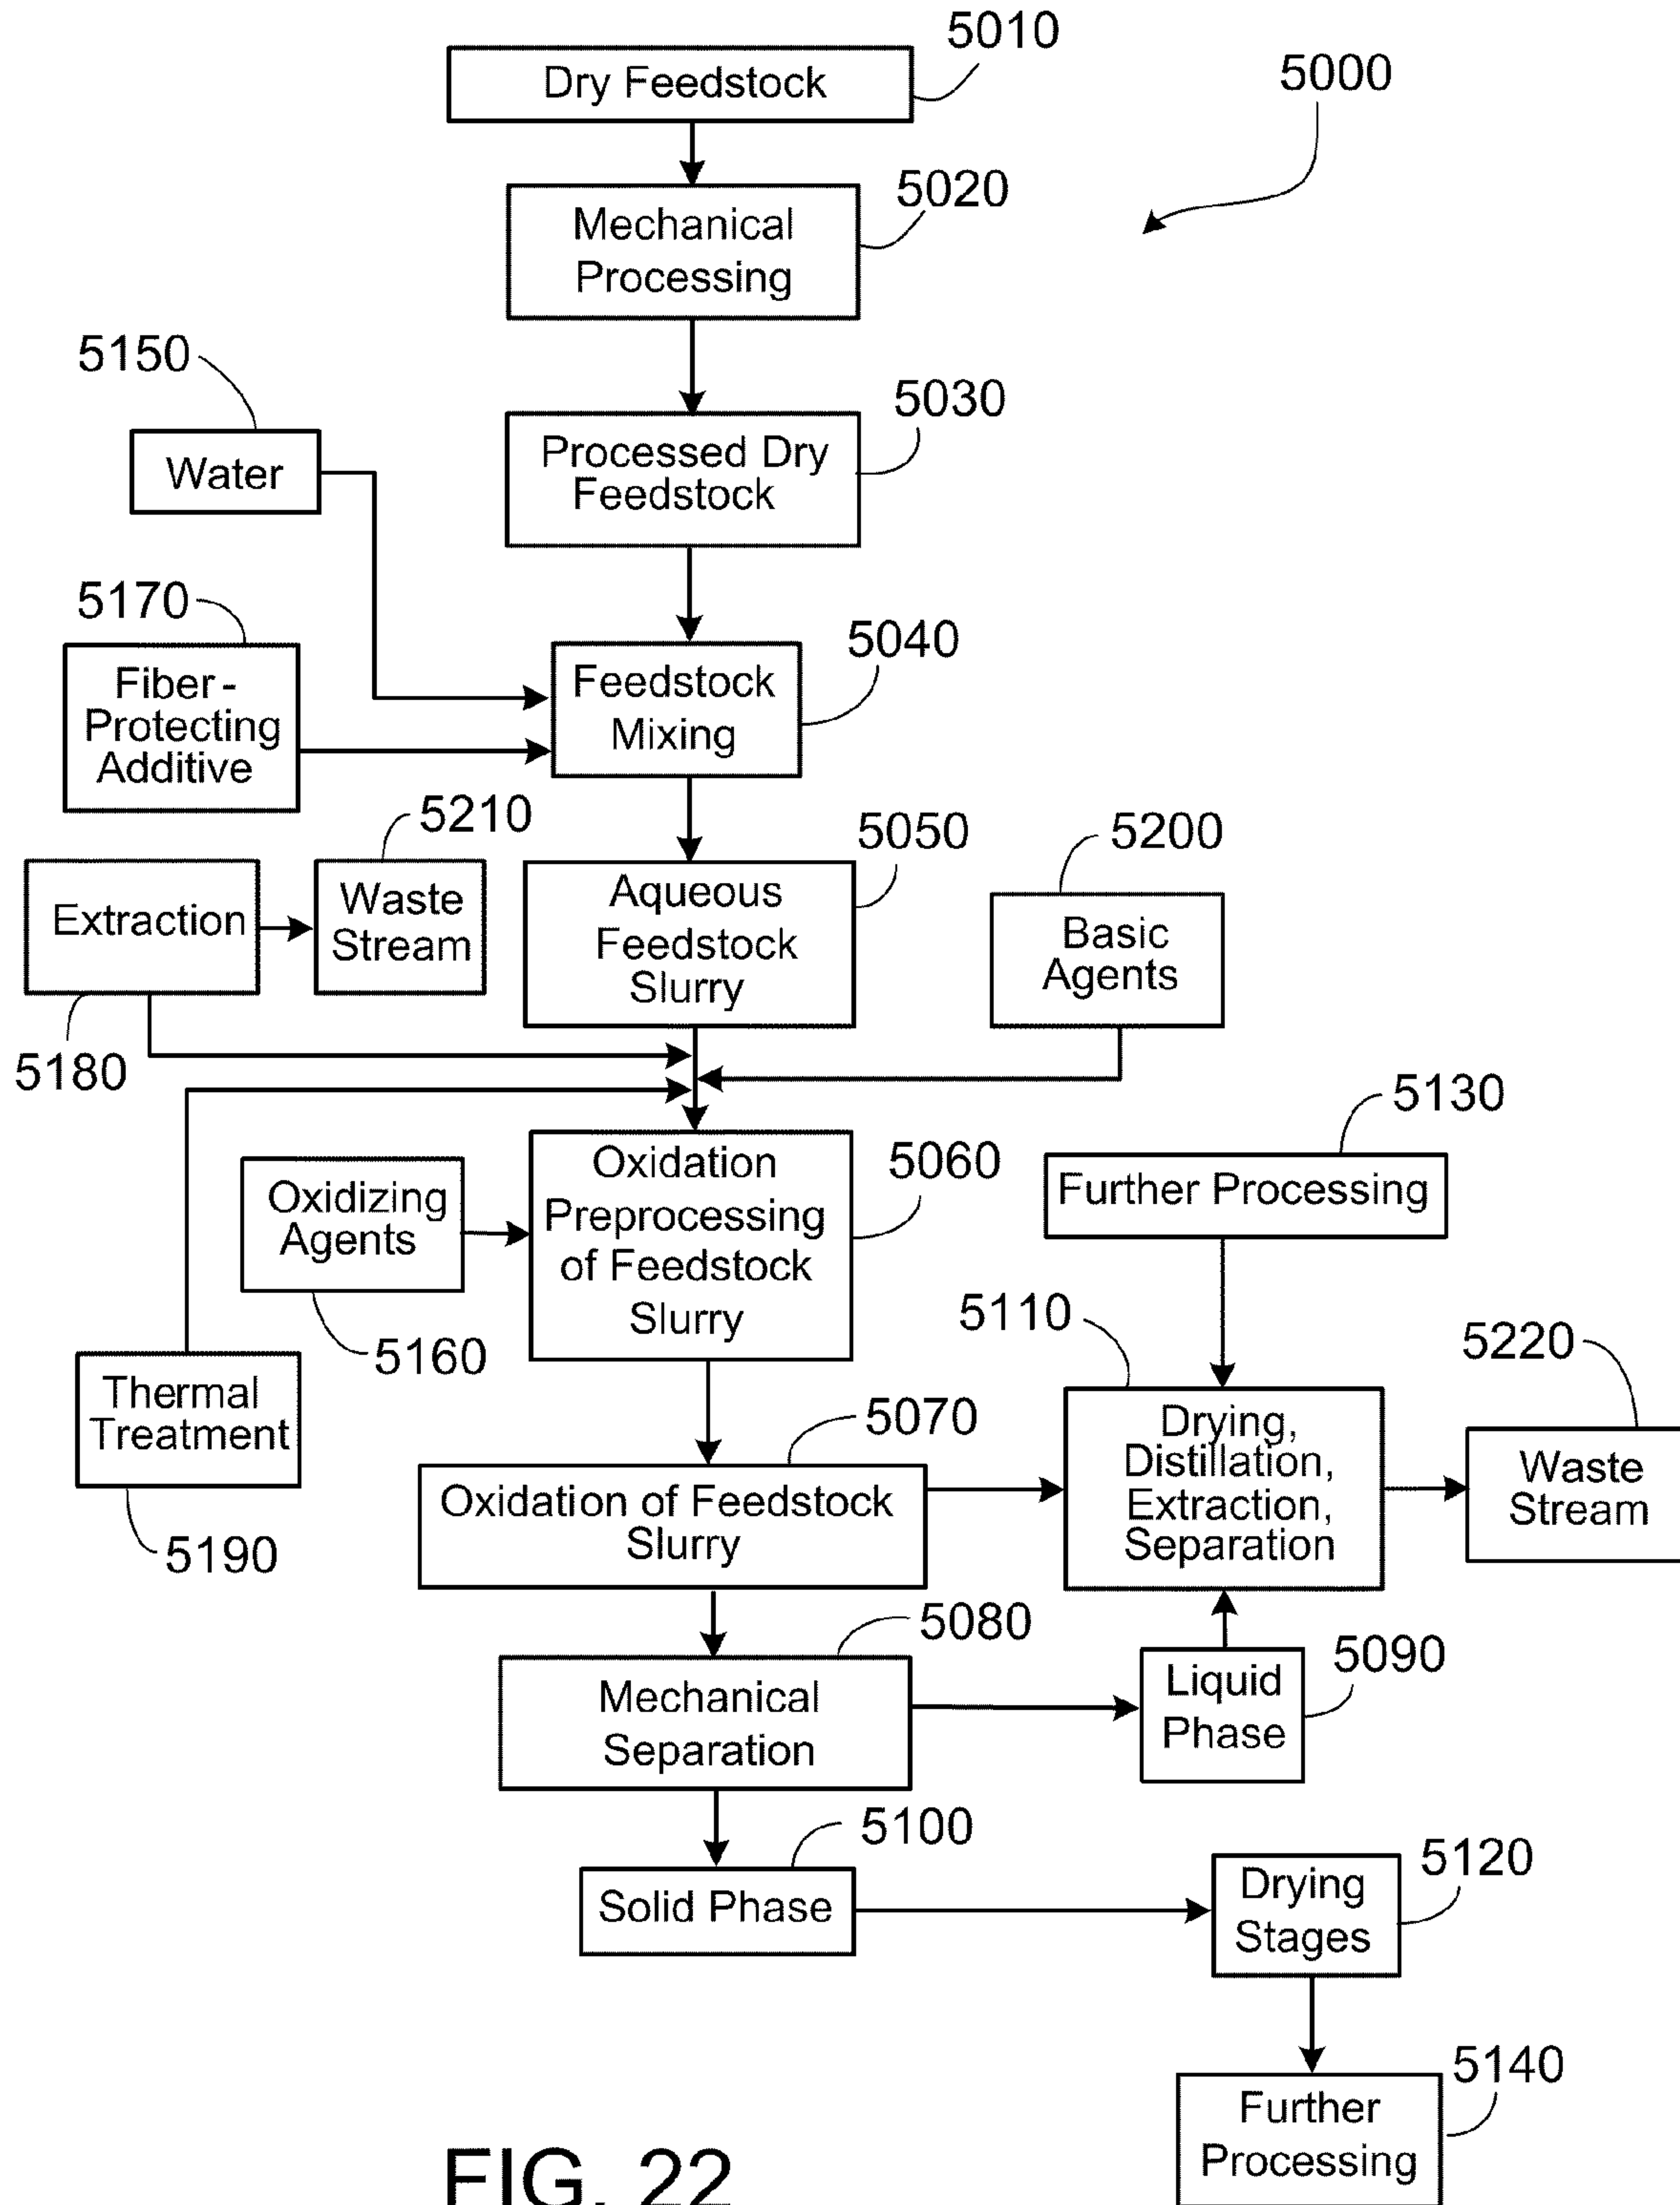 5010
Dry Feedstock
5000
5020
Mechanical
Processing
5150
5030
Water
Processed Dry
Feedstock
5170
5040
Fiber-
Protecting
Additive
Feedstock
Mixing
5210
5050
5200
Extraction
Waste
Stream
Aqueous
Feedstock
Slurry
Basic
Agents
5180
5130
5060
Oxidizing
Agents
Oxidation
Preprocessing
of Feedstock
Slurry
Further Processing
5110
5220
5160
Thermal
Treatment
5070
Drying,
Distillation,
Extraction,
Separation
Waste
Stream
Oxidation of Feedstock
Slurry
5190
5080
5090
Mechanical
Separation
Liquid
Phase
5100
5120
Solid Phase
Drying
Stages
5140
Further
Processing
FIG. 22